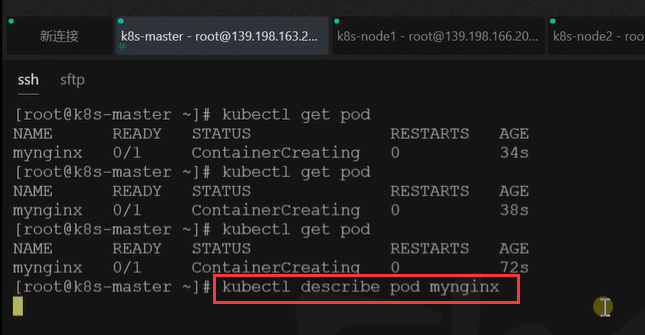 新连接
k8s-master - root@139.198.163.2...
k8s-node1 - root@139.198.166.20...
k8s-node2 - root
ssh sftp
[root@k8s-master ~]# kubectl get pod
NAME READY STATUS RESTARTS AGE
mynginx 0/1 ContainerCreating 0 34s
[root@k8s-master ~]# kubectl get pod
NAME READY STATUS RESTARTS AGE
mynginx 0/1 ContainerCreating 0 38s
[root@k8s-master ~]# kubectl get pod
NAME READY STATUS RESTARTS AGE
mynginx 0/1 ContainerCreating 0 72s
[root@k8s-master ~]# kubectl describe pod mynginx